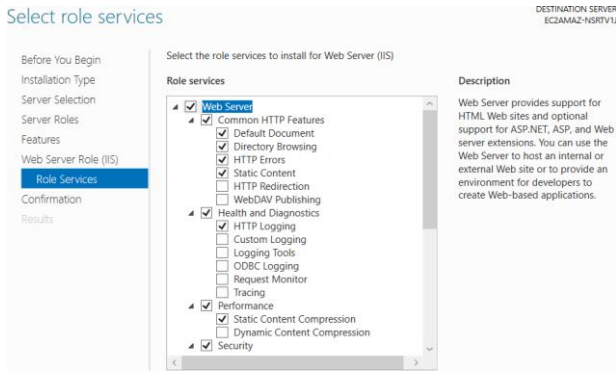 Select role services
DESTINATION SERVER
EC2AMAZ-NSRTV1J
Before You Begin
Installation Type
Server Selection
Server Roles
Features
Web Server Role (IIS)
Role Services
Confirmation
Results
Select the role services to install for Web Server (IIS)
Role services
Web Server
Common HTTP Features
Default Document
Directory Browsing
HTTP Errors
Static Content
HTTP Redirection
WebDAV Publishing
Health and Diagnostics
HTTP Logging
Custom Logging
Logging Tools
ODBC Logging
Request Monitor
Tracing
Performance
Static Content Compression
Dynamic Content Compression
Security
Description
Web Server provides support for
HTML Web sites and optional
support for ASP.NET, ASP, and Web
server extensions. You can use the
Web Server to host an internal or
external Web site or to provide an
environment for developers to
create Web-based applications.